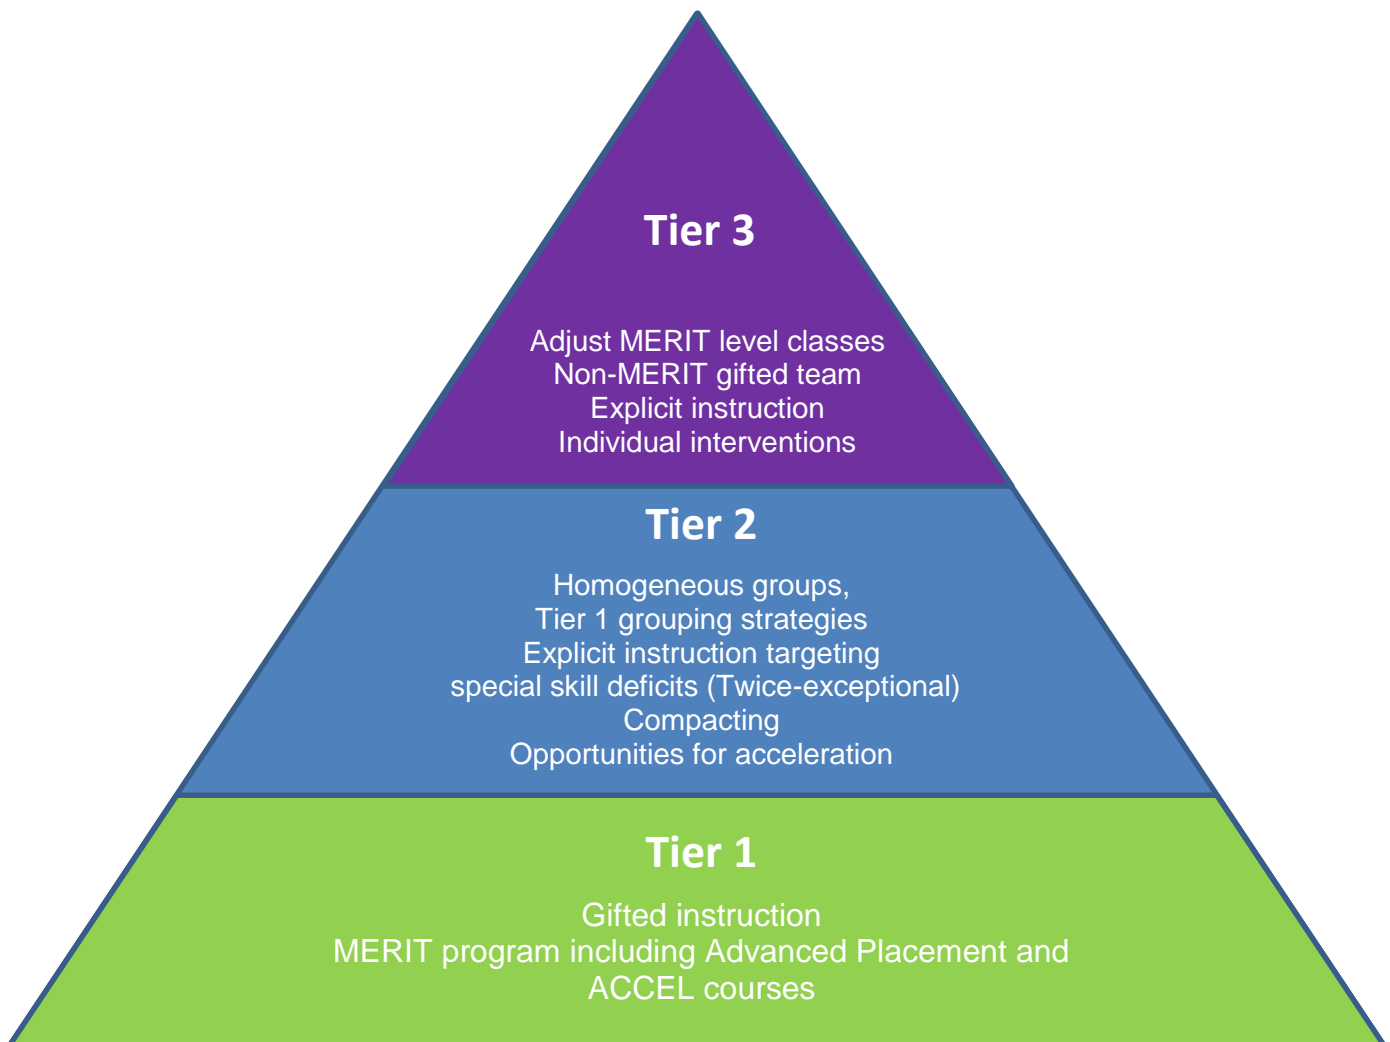 Tier 3
Adjust MERIT level classes
Non-MERIT gifted team
Explicit instruction
Individual interventions
Tier 2
Homogeneous groups,
Tier 1 grouping strategies
Explicit instruction targeting
special skill deficits (Twice-exceptional)
Compacting
Opportunities for acceleration
Tier 1
Gifted instruction
MERIT program including Advanced Placement and
ACCEL courses